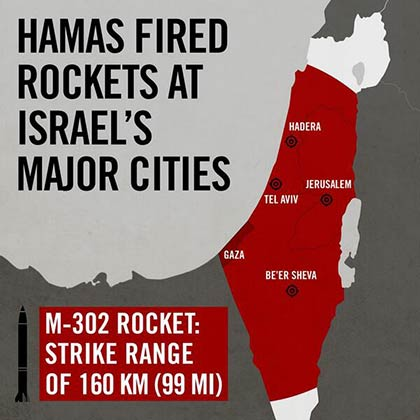 HAMAS FIRED
ROCKETS AT
ISRAEL'S
MAJOR CITIES
HADERA
JERUSALEM
TEL AVIV
GAZA
BE'ER SHEVA
M-302 ROCKET:
STRIKE RANGE
OF 160 KM (99 MI)